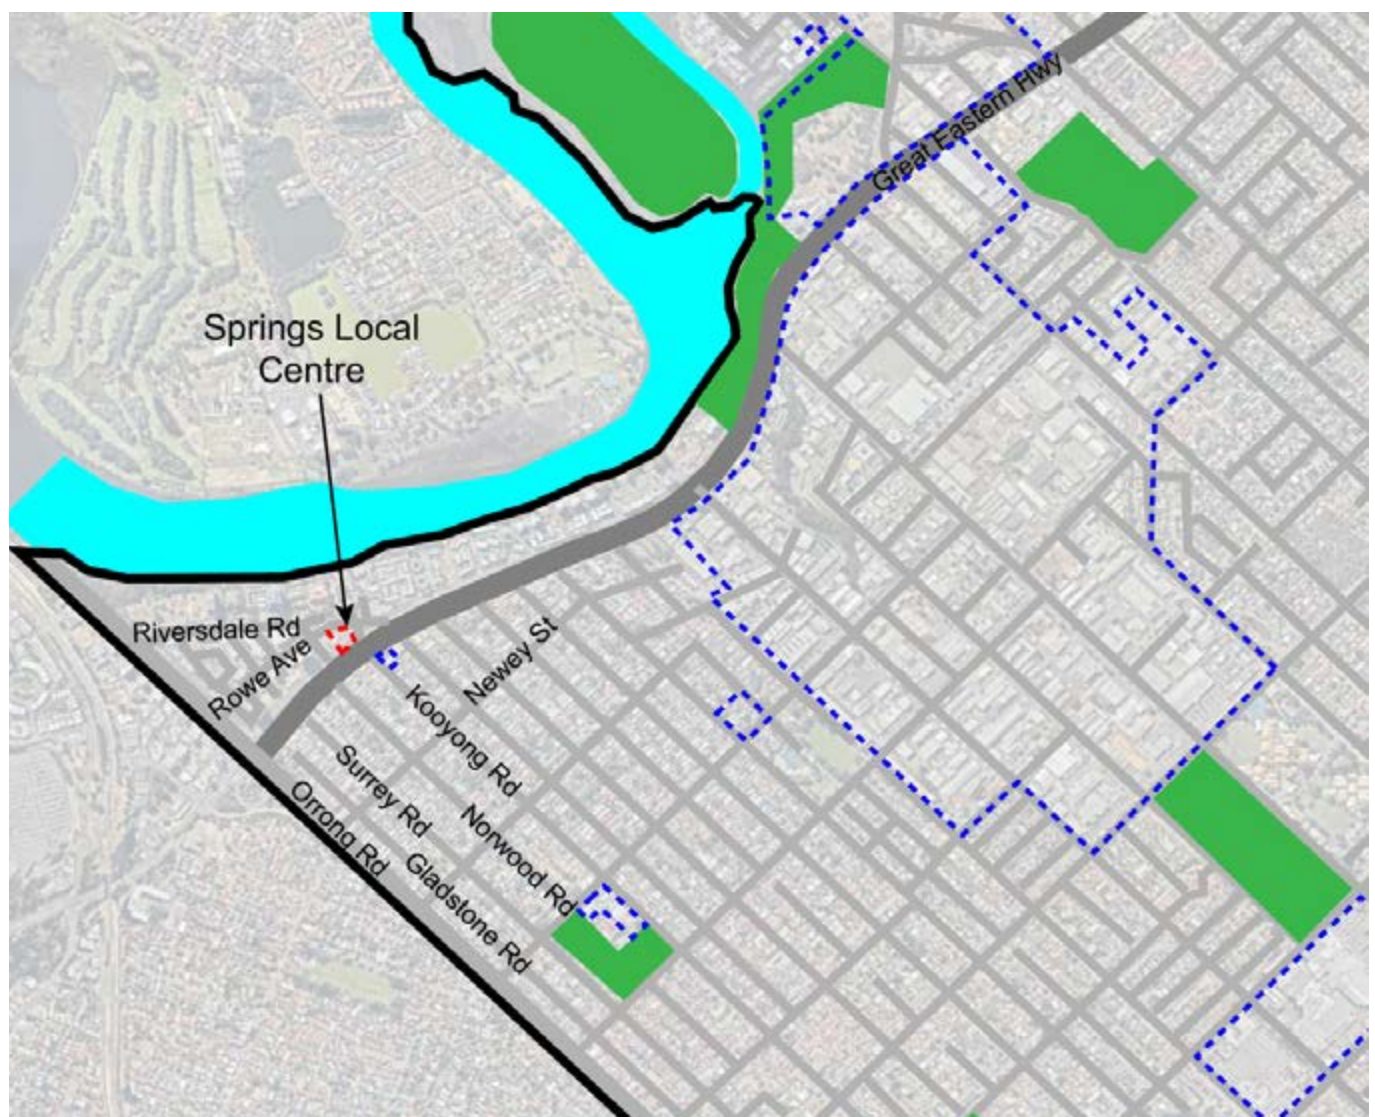 Great Eastern Hwy
Springs Local
Centre
Riversdale Rd
Rowe Ave
Newey St
Kooyong Rd
Surrey Rd
Norwood Rd
Orrong Rd
Gladstone Rd